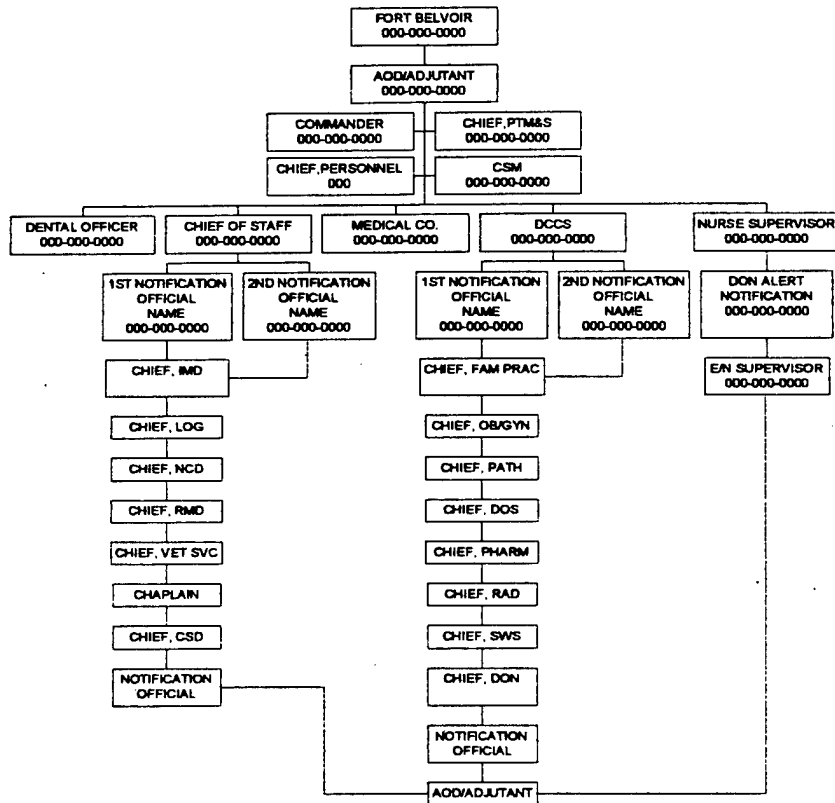 FORT BELVOIR
000-000-0000
AOD/ADJUTANT
000-000-0000
COMMANDER
000-000-0000
CHIEF,PTM&S
000-000-0000
CHIEF,PERSONNEL
000
CSM
000-000-0000
DENTAL OFFICER
000-000-0000
CHIEF OF STAFF
000-000-0000
MEDICAL CO.
000-000-0000
DCCS
000-000-0000
NURSE SUPERVISOR
000-000-0000
1ST NOTIFICATION
OFFICIAL
NAME
000-000-0000
2ND NOTIFICATION
OFFICIAL
NAME
000-000-0000
1ST NOTIFICATION
OFFICIAL
NAME
000-000-0000
2ND NOTIFICATION
OFFICIAL
NAME
000-000-0000
DON ALERT
NOTIFICATION
000-000-0000
CHIEF, IMD
CHIEF, FAM PRAC
E/N SUPERVISOR
000-000-0000
CHIEF, LOG
CHIEF, OB/GYN
CHIEF, NCD
CHIEF, PATH
CHIEF, RMD
CHIEF, DOS
CHIEF, VET SVC
CHIEF, PHARM
CHAPLAIN
CHIEF, RAD
CHIEF, CSD
CHIEF, SWS
NOTIFICATION
OFFICIAL
CHIEF, DON
NOTIFICATION
OFFICIAL
AOD/ADJUTANT